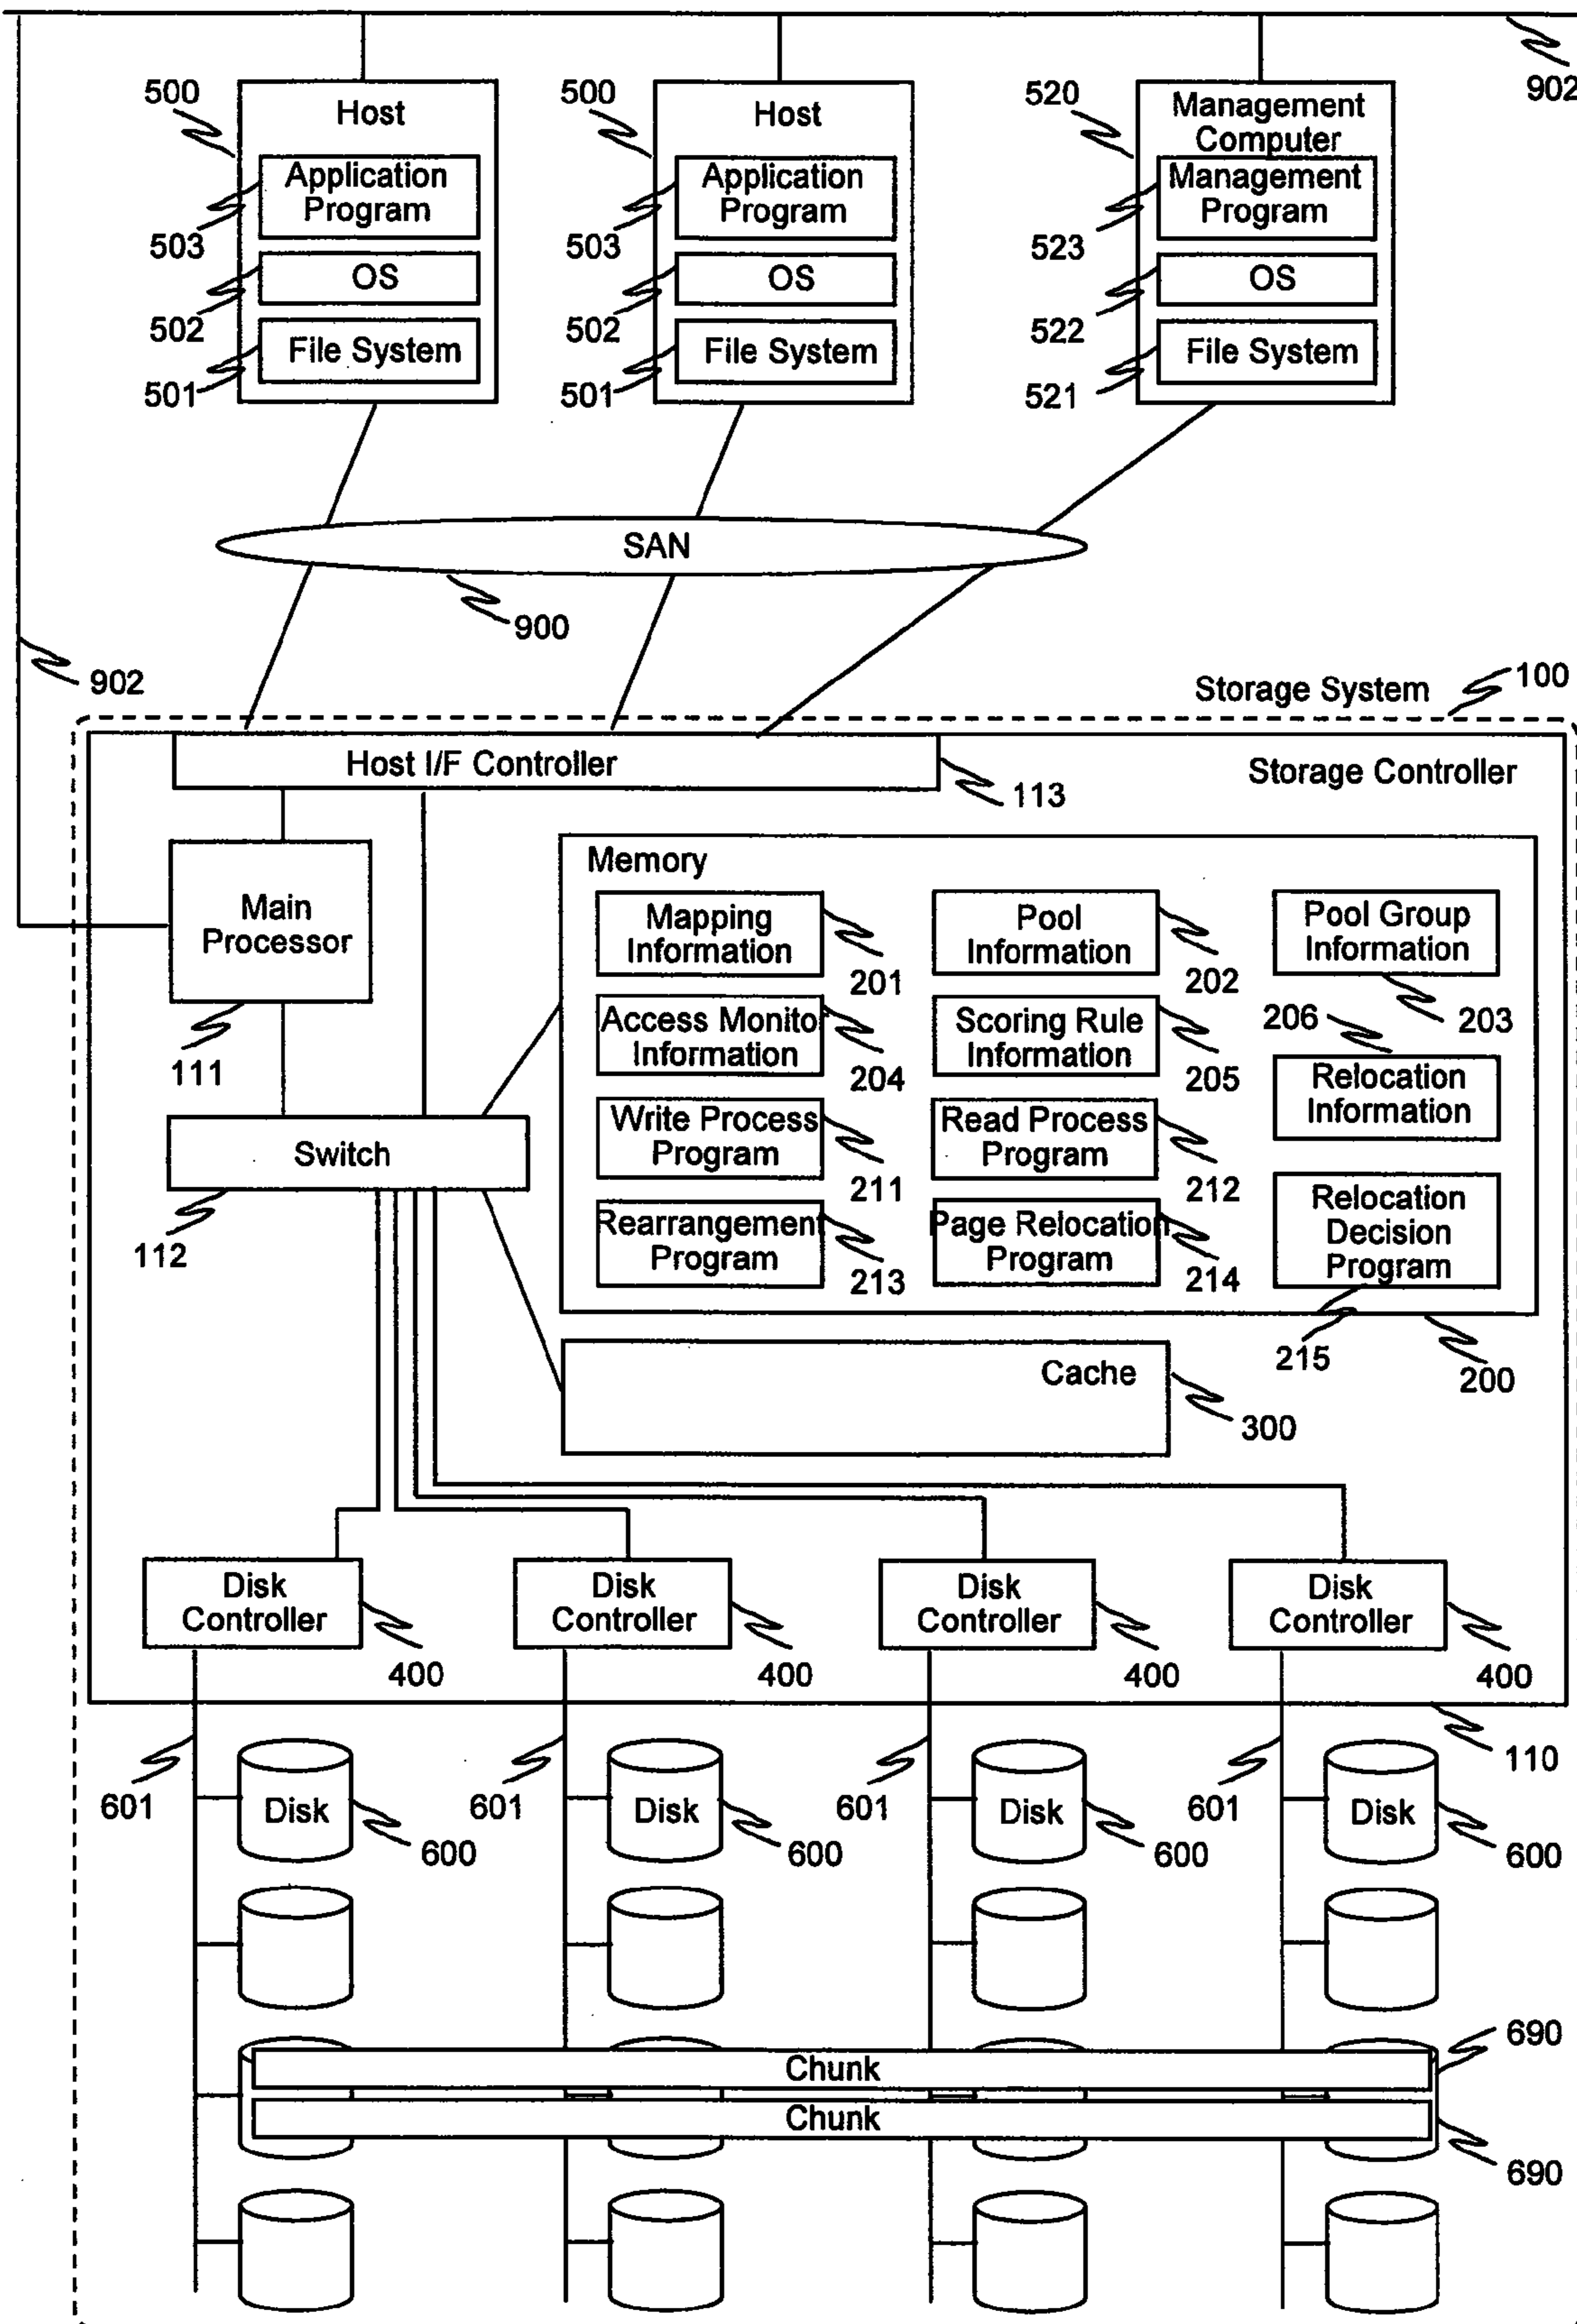 902
500
Host
500
Host
520
Management
Computer
Application
Program
Application
Program
Management
Program
503
503
523
OS
OS
OS
502
502
522
File System
File System
File System
501
501
521
SAN
900
902
Storage System
100
Host I/F Controller
113
Storage Controller
Memory
Main
Processor
111
Mapping
Information
201
Pool
Information
202
Pool Group
Information
203
Access Monitor
Information
204
Scoring Rule
Information
205
206
Relocation
Information
Switch
112
Write Process
Program
211
Read Process
Program
212
Rearrangement
Program
213
Page Relocation
Program
214
Relocation
Decision
Program
215
200
Cache
300
Disk
Controller
Disk
Controller
Disk
Controller
Disk
Controller
400
400
400
400
110
601
Disk
600
601
Disk
600
601
Disk
600
601
Disk
600
690
Chunk
Chunk
690